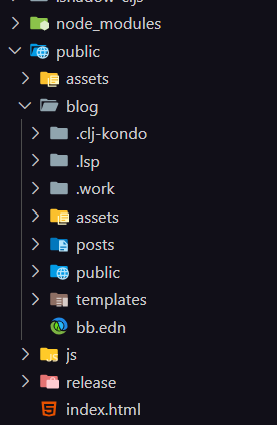 node_modules
public
assets
blog
.clj-kondo
.lsp
.work
assets
posts
public
templates
bb.edn
js
release
index.html